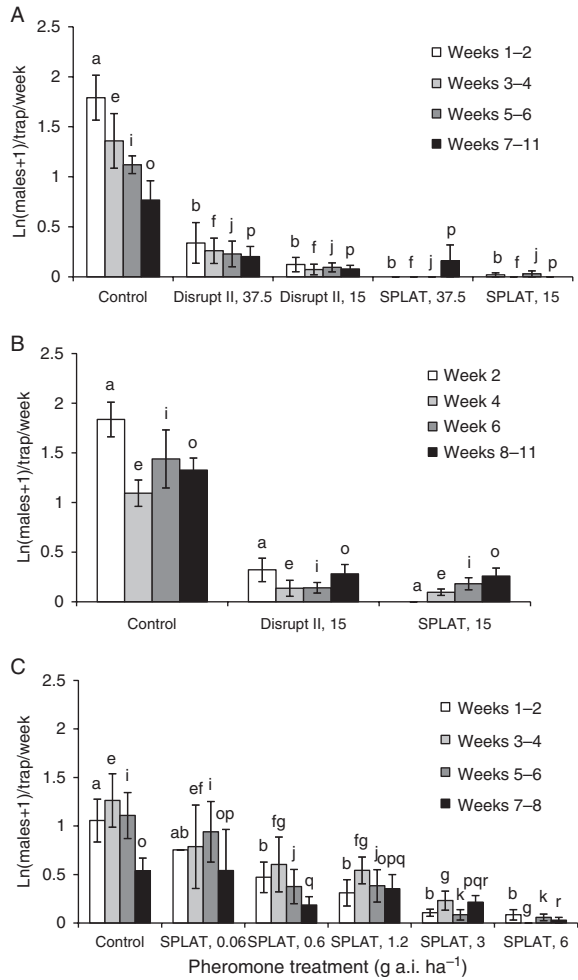 A
Ln(males+1)/trap/week
2.5
2
1.5
1
0.5
0
Weeks 1–2
Weeks 3–4
Weeks 5–6
Weeks 7–11
a e i o
b f j p
b f j p
b f j p
b f j p
Control Disrupt II, 37.5 Disrupt II, 15 SPLAT, 37.5 SPLAT, 15
B
Ln(males+1)/trap/week
2.5
2
1.5
1
0.5
0
Week 2
Week 4
Week 6
Weeks 8–11
a e i o
a e i o
a e i o
Control Disrupt II, 15 SPLAT, 15
C
Ln(males+1)/trap/week
2.5
2
1.5
1
0.5
0
Weeks 1–2
Weeks 3–4
Weeks 5–6
Weeks 7–8
a e i o
ab ef i op
b fg j q
b fg j opq
b g k pqr
b g k r
Control SPLAT, 0.06 SPLAT, 0.6 SPLAT, 1.2 SPLAT, 3 SPLAT, 6
Pheromone treatment (g a.i. ha⁻¹)